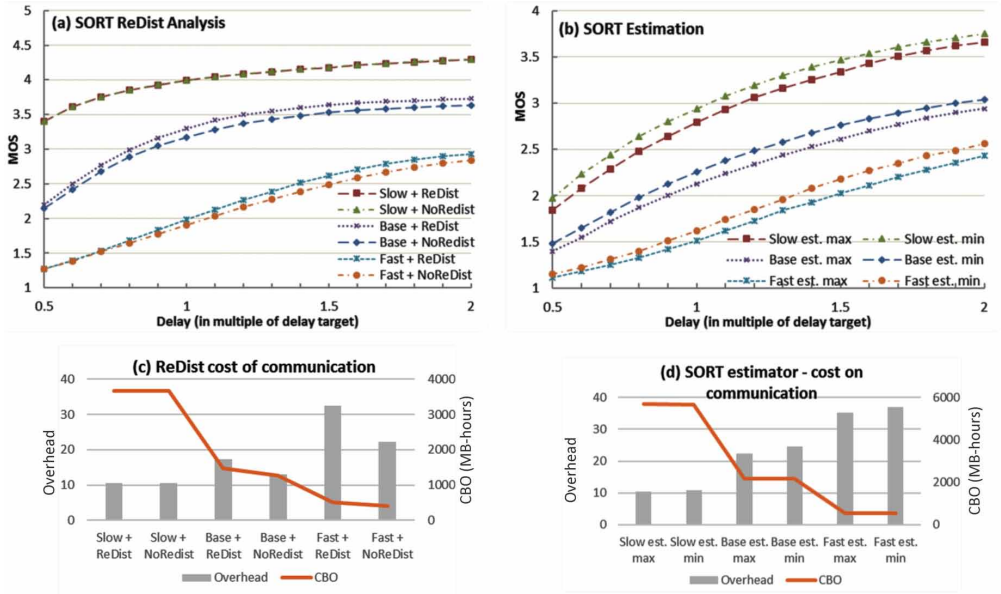 (a) SORT ReDist Analysis
5
4.5
4
3.5
3
2.5
2
1.5
1
MOS
0.5
1
1.5
2
Delay (in multiple of delay target)
Slow + ReDist
Slow + NoRedist
Base + ReDist
Base + NoRedist
Fast + ReDist
Fast + NoReDist
(b) SORT Estimation
4
3.5
3
2.5
2
1.5
1
MOS
0.5
1
1.5
2
Delay (in multiple of delay target)
Slow est. max
Slow est. min
Base est. max
Base est. min
Fast est. max
Fast est. min
(c) ReDist cost of communication
40
30
20
10
0
Overhead
4000
3000
2000
1000
0
CBO (MB-hours)
Slow +
ReDist
Slow +
NoRedist
Base +
ReDist
Base +
NoRedist
Fast +
ReDist
Fast +
NoReDist
Overhead
CBO
(d) SORT estimator - cost on
communication
40
30
20
10
0
Overhead
6000
4000
2000
0
CBO (MB-hours)
Slow est.
max
Slow est.
min
Base est.
max
Base est.
min
Fast est.
max
Fast est.
min
Overhead
CBO